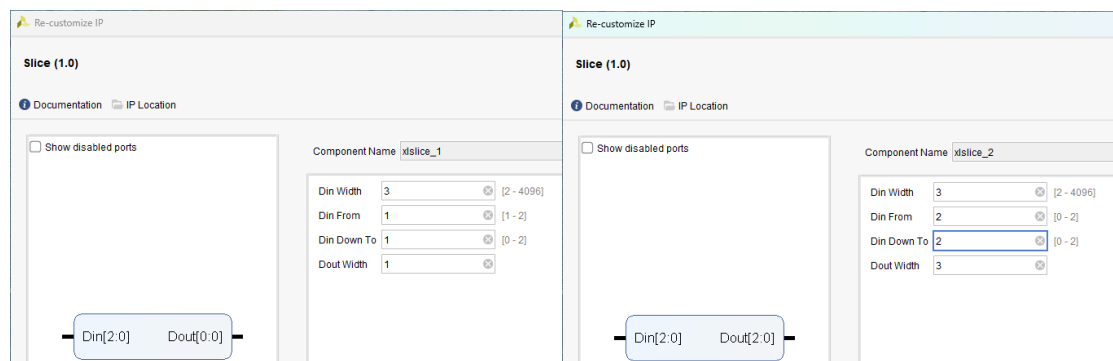 Re-customize IP
Slice (1.0)
Documentation IP Location
Show disabled ports
Component Name xlslice_1
Din Width 3 [2 - 4096]
Din From 1 [1 - 2]
Din Down To 1 [0 - 2]
Dout Width 1
Din[2:0] Dout[0:0]
Re-customize IP
Slice (1.0)
Documentation IP Location
Show disabled ports
Component Name xlslice_2
Din Width 3 [2 - 4096]
Din From 2 [0 - 2]
Din Down To 2 [0 - 2]
Dout Width 3
Din[2:0] Dout[2:0]